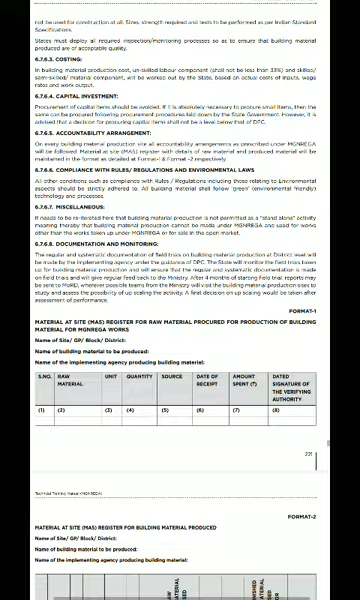 not be used for construction at all. Sizes, strength required and tests to be performed as per Indian Standard
Specifications.
States must deploy all required inspection/monitoring processes so as to ensure that building material
produced are of acceptable quality.
6.7.6.3. COSTING:
In building material production cost, un-skilled labour component (shall not be less than 33%) and skilled/
sem-skilled/ material component, will be worked out by the State, based on actual costs of inputs, wage
rates and work output.
6.7.6.4. CAPITAL INVESTMENT:
Procurement of capital items should be avoided. If it is absolutely necessary to procure small items, then the
same can be procured following procurement procedures laid down by the State Government. However, it is
advised that a decision for procuring capital items shall not be a level below that of DPC.
6.7.6.5. ACCOUNTABILITY ARRANGEMENT:
On every building material production site all accounting arrangements as prescribed under MGNREGA
will be followed. Material at site (MAS) register with details of raw material and produced material will be
maintained in the format as detailed at Format-1 & Format -2 respectively.
6.7.6.6. COMPLIANCE WITH RULES/ REGULATIONS AND ENVIRONMENTAL LAWS
All other conditions such as compliance with Rules / Regulations including those relating to Environmental
aspects should be strictly adhered to. All building material shall follow 'green' (environmental friendly)
technology and processes.
6.7.6.7. MISCELLANEOUS:
It needs to be re-iterated here that building material production is not permitted as a "stand alone" activity
meaning thereby that building material production cannot be made under MGNREGA and used for works
other than the works taken up under MGNREGA or for sale in the open market.
6.7.6.8. DOCUMENTATION AND MONITORING:
The regular and systematic documentation of field trials on building material production at District level will
be made by the implementing agency under the guidance of DPC. The State will monitor the field trials taken
up for building material production and will ensure that the regular and systematic documentation is made
on field trials and will give regular feed back to the Ministry. After 4 months of starting field trial, reports may
be sent to MoRD, wherever possible teams from the Ministry will visit the building material production sites to
study and assess the possibility of up scaling the activity. A final decision on up scaling would be taken after
assessment of performance.
FORMAT-1
MATERIAL AT SITE (MAS) REGISTER FOR RAW MATERIAL PROCURED FOR PRODUCTION OF BUILDING
MATERIAL FOR MGNREGA WORKS
Name of Site/ GP/ Block/ District:
Name of building material to be produced:
Name of the implementing agency producing building material:
S.NO. RAW MATERIAL UNIT QUANTITY SOURCE DATE OF RECEIPT AMOUNT SPENT (₹) DATED SIGNATURE OF THE VERIFYING AUTHORITY
(1) (2) (3) (4) (5) (6) (7) (8)
221
Technical Training Manual (MGNREGA)
FORMAT-2
MATERIAL AT SITE (MAS) REGISTER FOR BUILDING MATERIAL PRODUCED
Name of Site/ GP/ Block/ District:
Name of building material to be produced:
Name of the implementing agency producing building material: